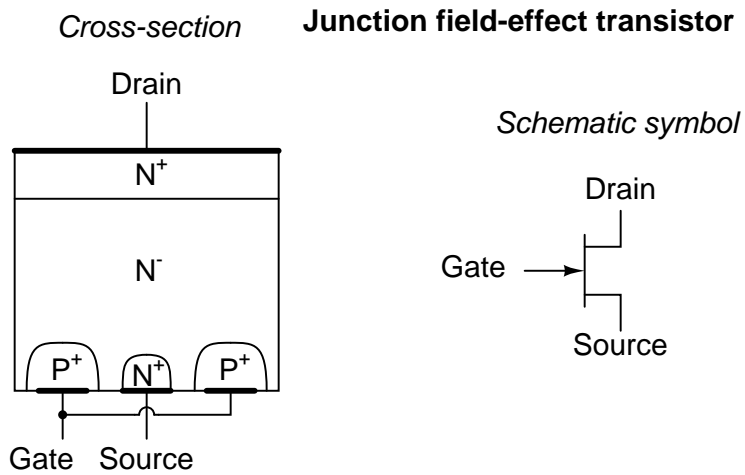 Cross-section
Junction field-effect transistor
Drain
N+
N-
P+
N+
P+
Gate
Source
Schematic symbol
Drain
Gate
Source